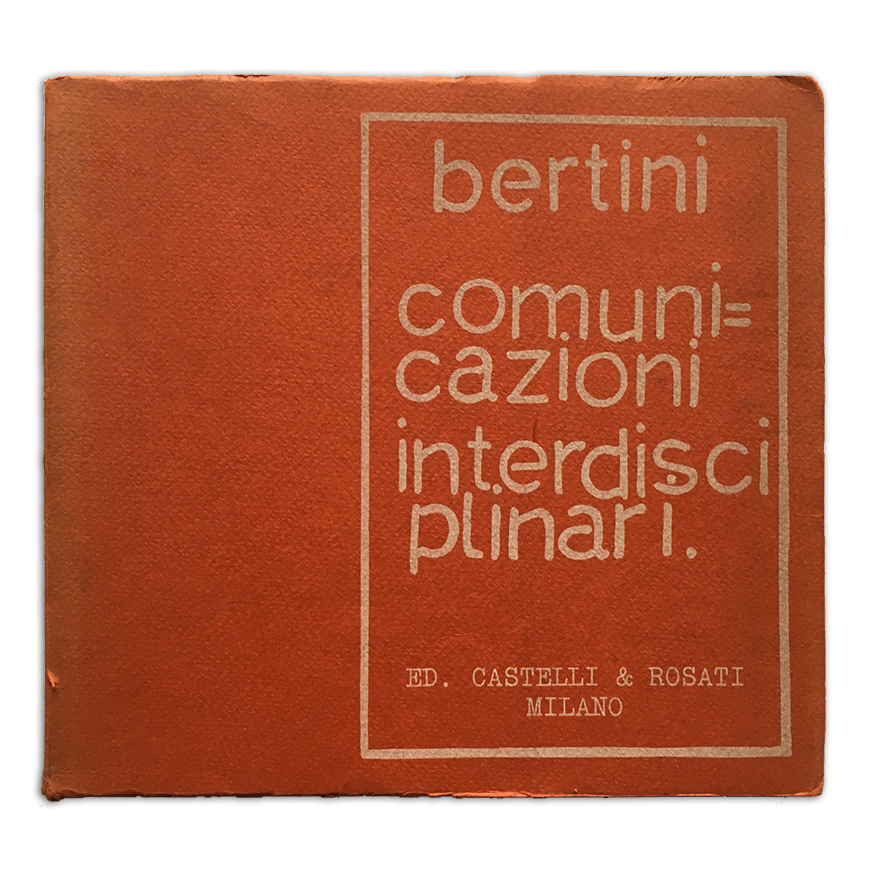 bertini
comuni=
cazioni
interdisci
plinari.
ED. CASTELLI & ROSATI
MILANO